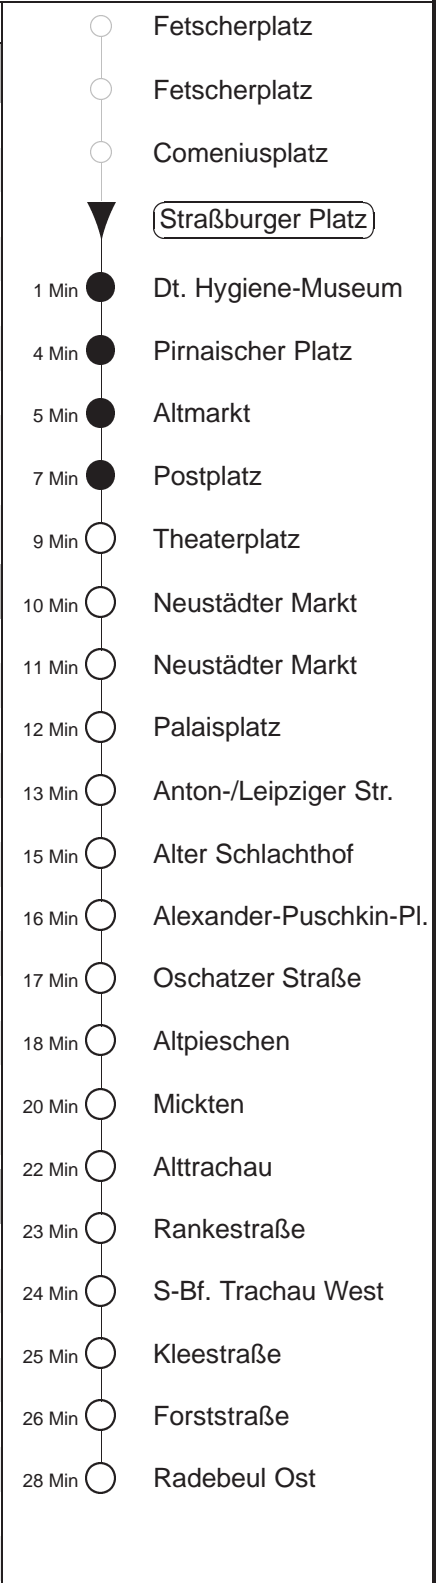 Fetscherplatz
Fetscherplatz
Comeniusplatz
Straßburger Platz
1 Min Dt. Hygiene-Museum
4 Min Pirnaischer Platz
5 Min Altmarkt
7 Min Postplatz
9 Min Theaterplatz
10 Min Neustädter Markt
11 Min Neustädter Markt
12 Min Palaisplatz
13 Min Anton-/Leipziger Str.
15 Min Alter Schlachthof
16 Min Alexander-Puschkin-Pl.
17 Min Oschatzer Straße
18 Min Altpieschen
20 Min Mickten
22 Min Alttrachau
23 Min Rankestraße
24 Min S-Bf. Trachau West
25 Min Kleestraße
26 Min Forststraße
28 Min Radebeul Ost